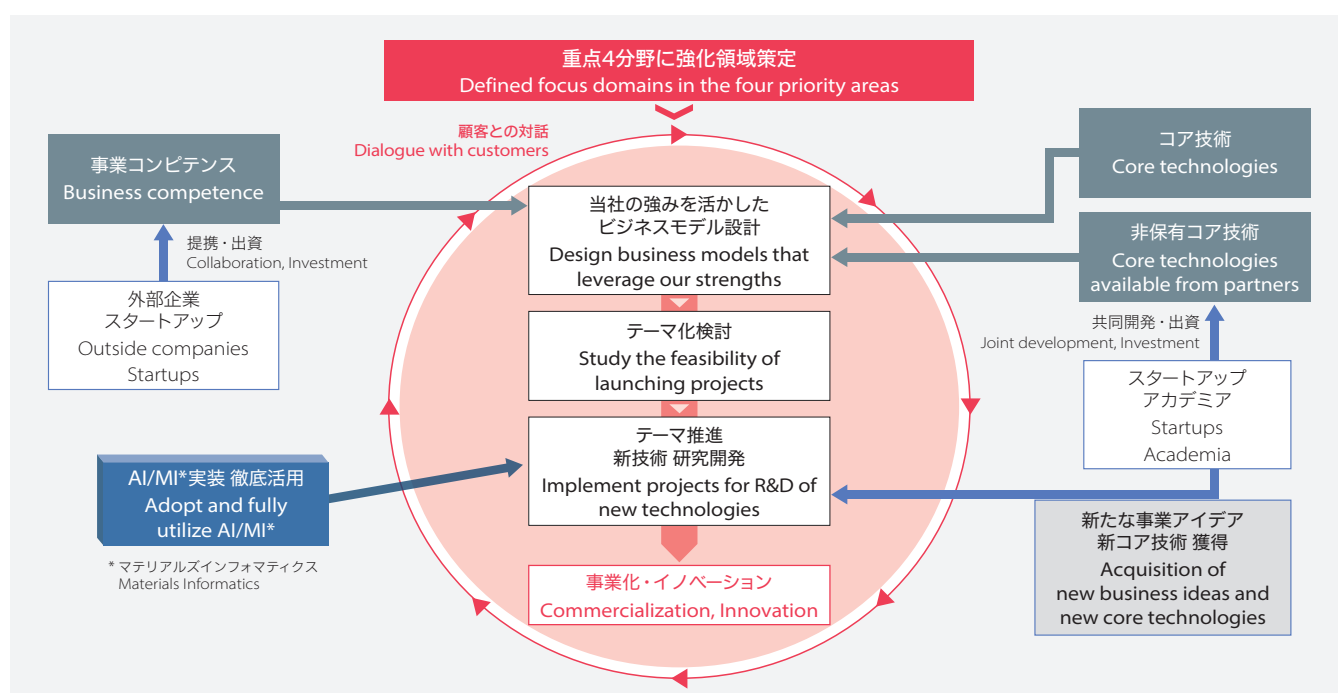 重点4分野に強化領域策定
Defined focus domains in the four priority areas
顧客との対話
Dialogue with customers
事業コンピテンス
Business competence
提携・出資
Collaboration, Investment
外部企業
スタートアップ
Outside companies
Startups
AI/MI*実装 徹底活用
Adopt and fully
utilize AI/MI*
* マテリアルズインフォマティクス
Materials Informatics
当社の強みを活かした
ビジネスモデル設計
Design business models that
leverage our strengths
テーマ化検討
Study the feasibility of
launching projects
テーマ推進
新技術 研究開発
Implement projects for R&D of
new technologies
事業化・イノベーション
Commercialization, Innovation
コア技術
Core technologies
非保有コア技術
Core technologies
available from partners
共同開発・出資
Joint development, Investment
スタートアップ
アカデミア
Startups
Academia
新たな事業アイデア
新コア技術 獲得
Acquisition of
new business ideas and
new core technologies